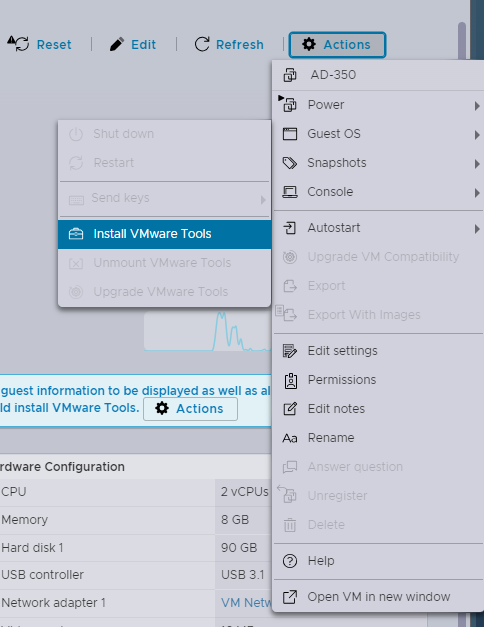 Reset
Edit
Refresh
Actions
AD-350
Power
Guest OS
Snapshots
Console
Autostart
Upgrade VM Compatibility
Export
Export With Images
Edit settings
Permissions
Edit notes
Aa Rename
Answer question
Unregister
Delete
Help
Open VM in new window
Shut down
Restart
Send keys
Install VMware Tools
Unmount VMware Tools
Upgrade VMware Tools
guest information to be displayed as well as al
ld install VMware Tools.
Actions
rdware Configuration
CPU 2 vCPUs
Memory 8 GB
Hard disk 1 90 GB
USB controller USB 3.1
Network adapter 1 VM Netw